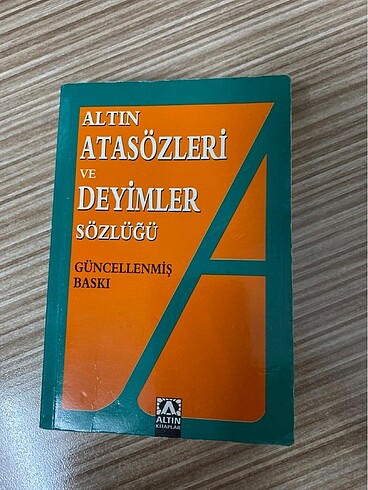 ALTIN
ATASÖZLERİ
VE
DEYİMLER
SÖZLÜĞÜ
GÜNCELLENMİŞ
BASKI
ALTIN
KİTAPLAR